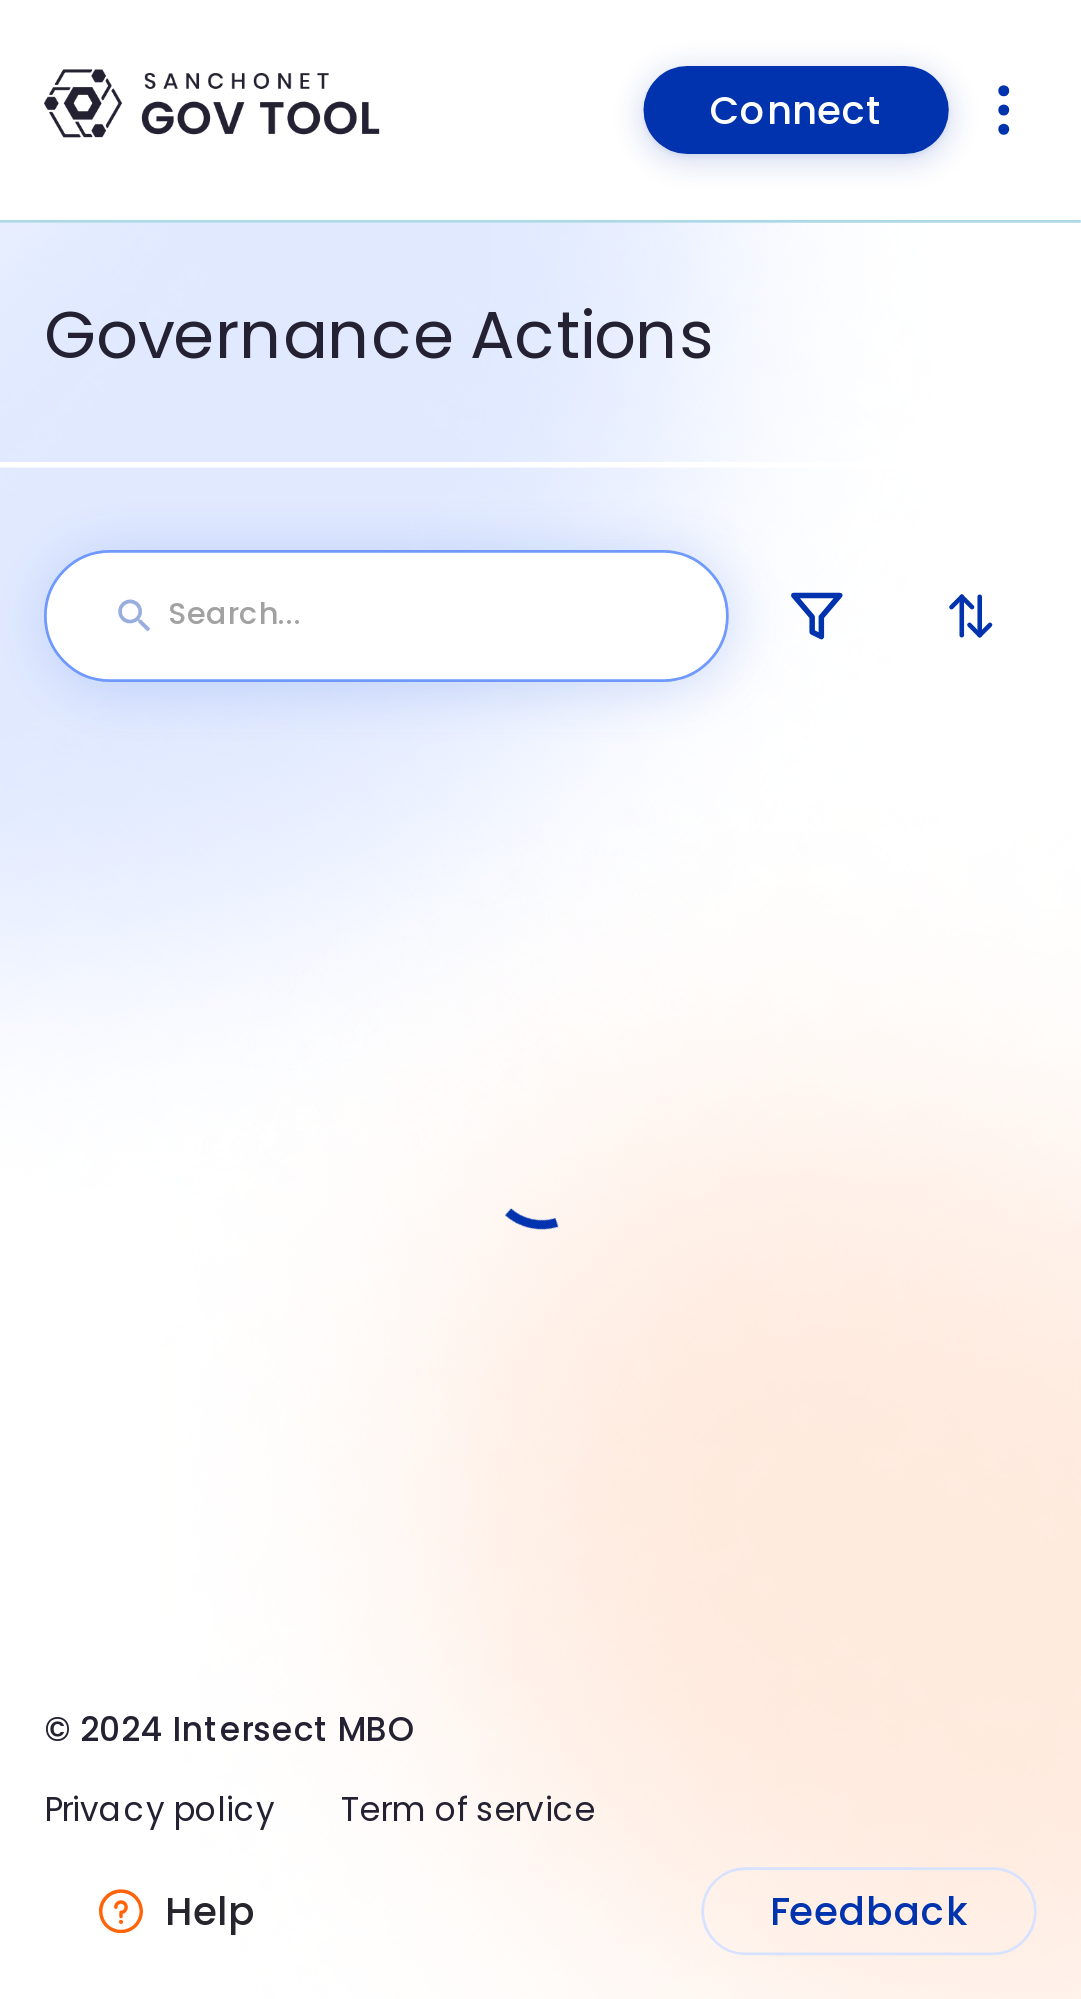 SANCHONET
GOV TOOL
Connect
Governance Actions
Search...
© 2024 Intersect MBO
Privacy policy
Term of service
Help
Feedback